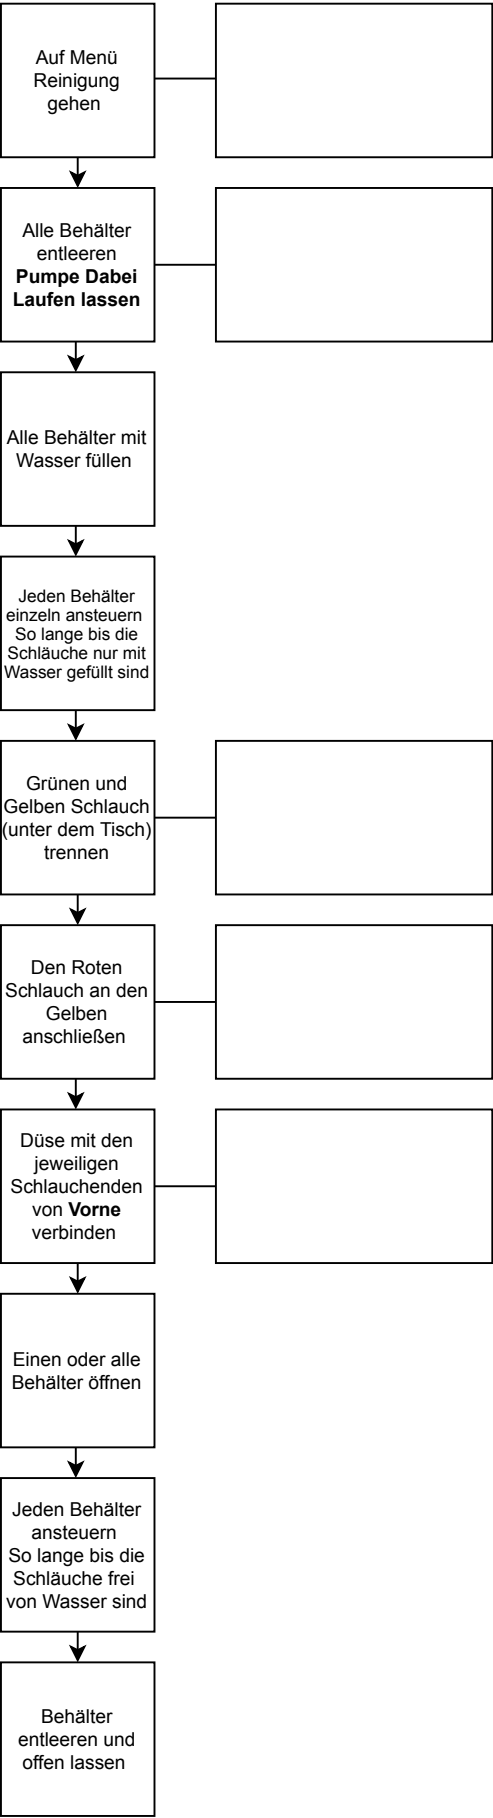 Auf Menü
Reinigung
gehen
Alle Behälter
entleeren
Pumpe Dabei
Laufen lassen
Alle Behälter mit
Wasser füllen
Jeden Behälter
einzeln ansteuern
So lange bis die
Schläuche nur mit
Wasser gefüllt sind
Grünen und
Gelben Schlauch
(unter dem Tisch)
trennen
Den Roten
Schlauch an den
Gelben
anschließen
Düse mit den
jeweiligen
Schlauchenden
von Vorne
verbinden
Einen oder alle
Behälter öffnen
Jeden Behälter
ansteuern
So lange bis die
Schläuche frei
von Wasser sind
Behälter
entleeren und
offen lassen